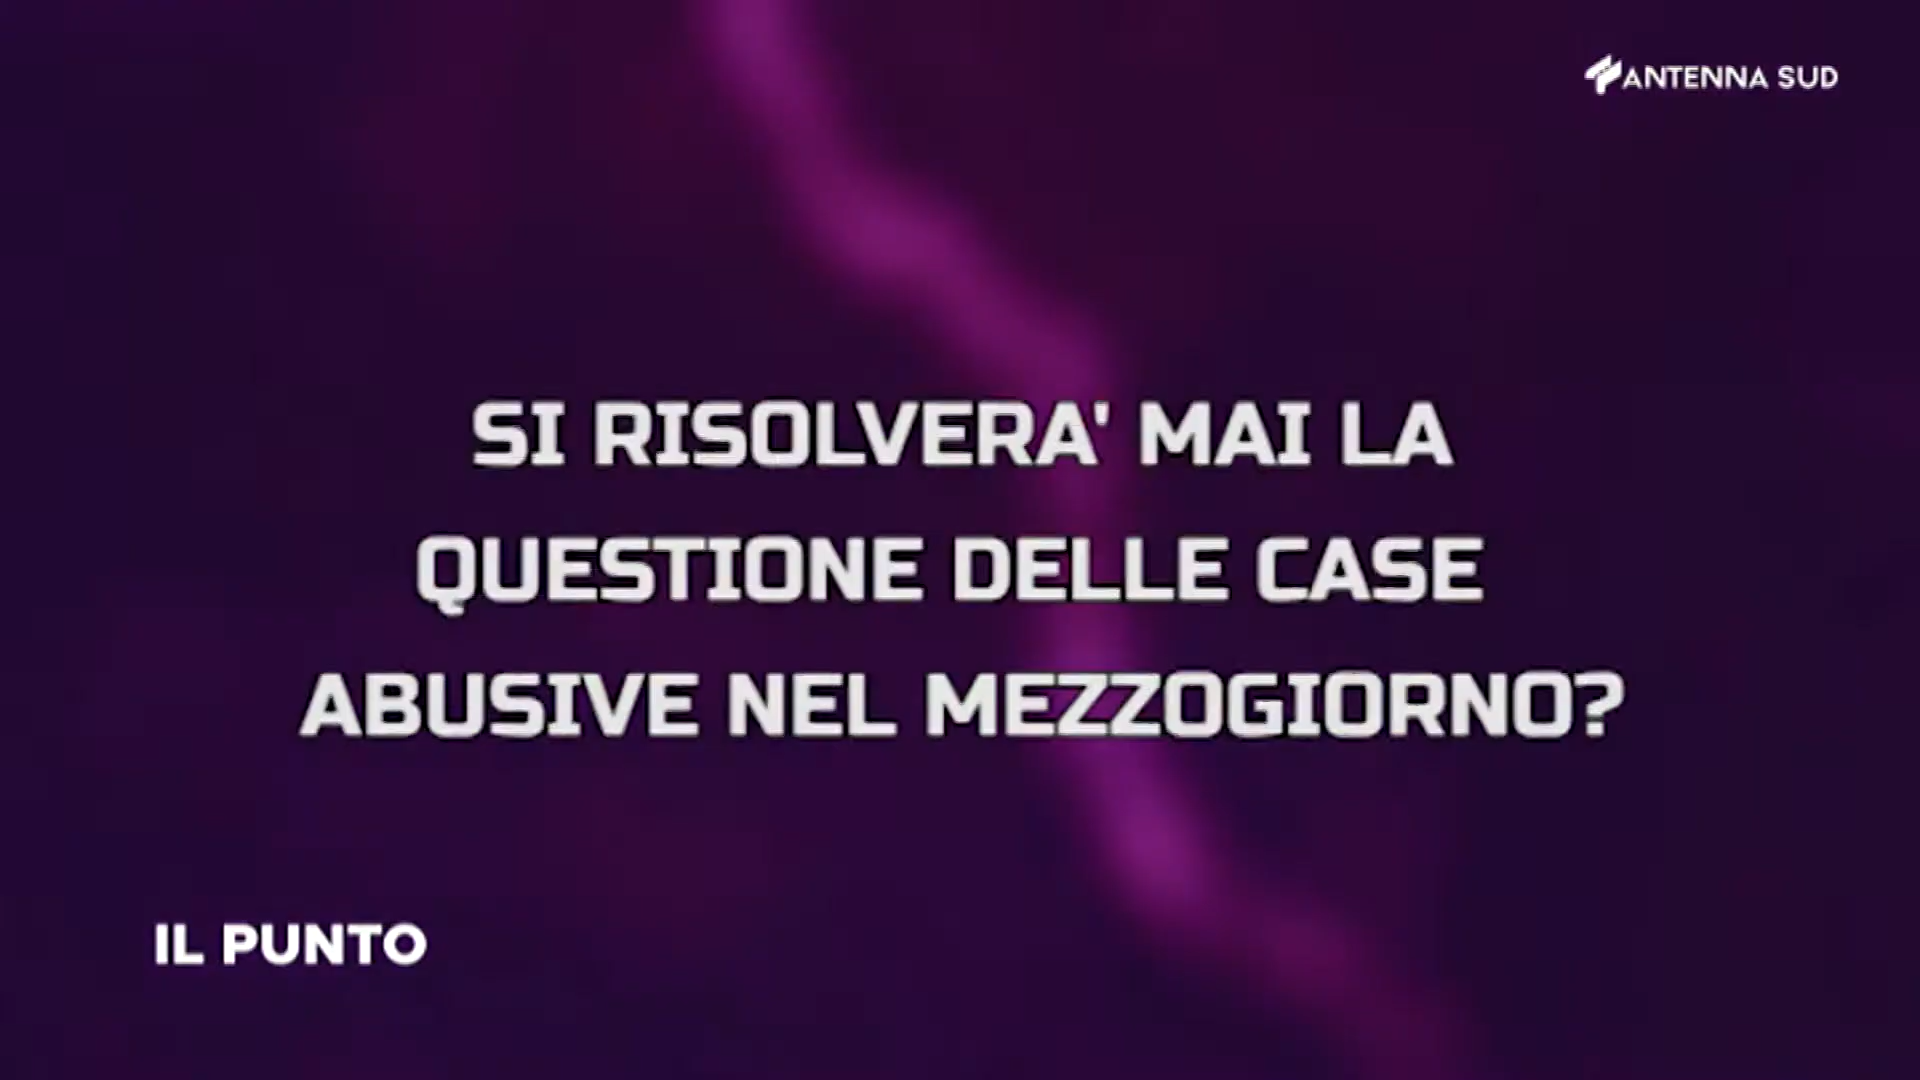 ANTENNA SUD
SI RISOLVERA' MAI LA
QUESTIONE DELLE CASE
ABUSIVE NEL MEZZOGIORNO?
IL PUNTO